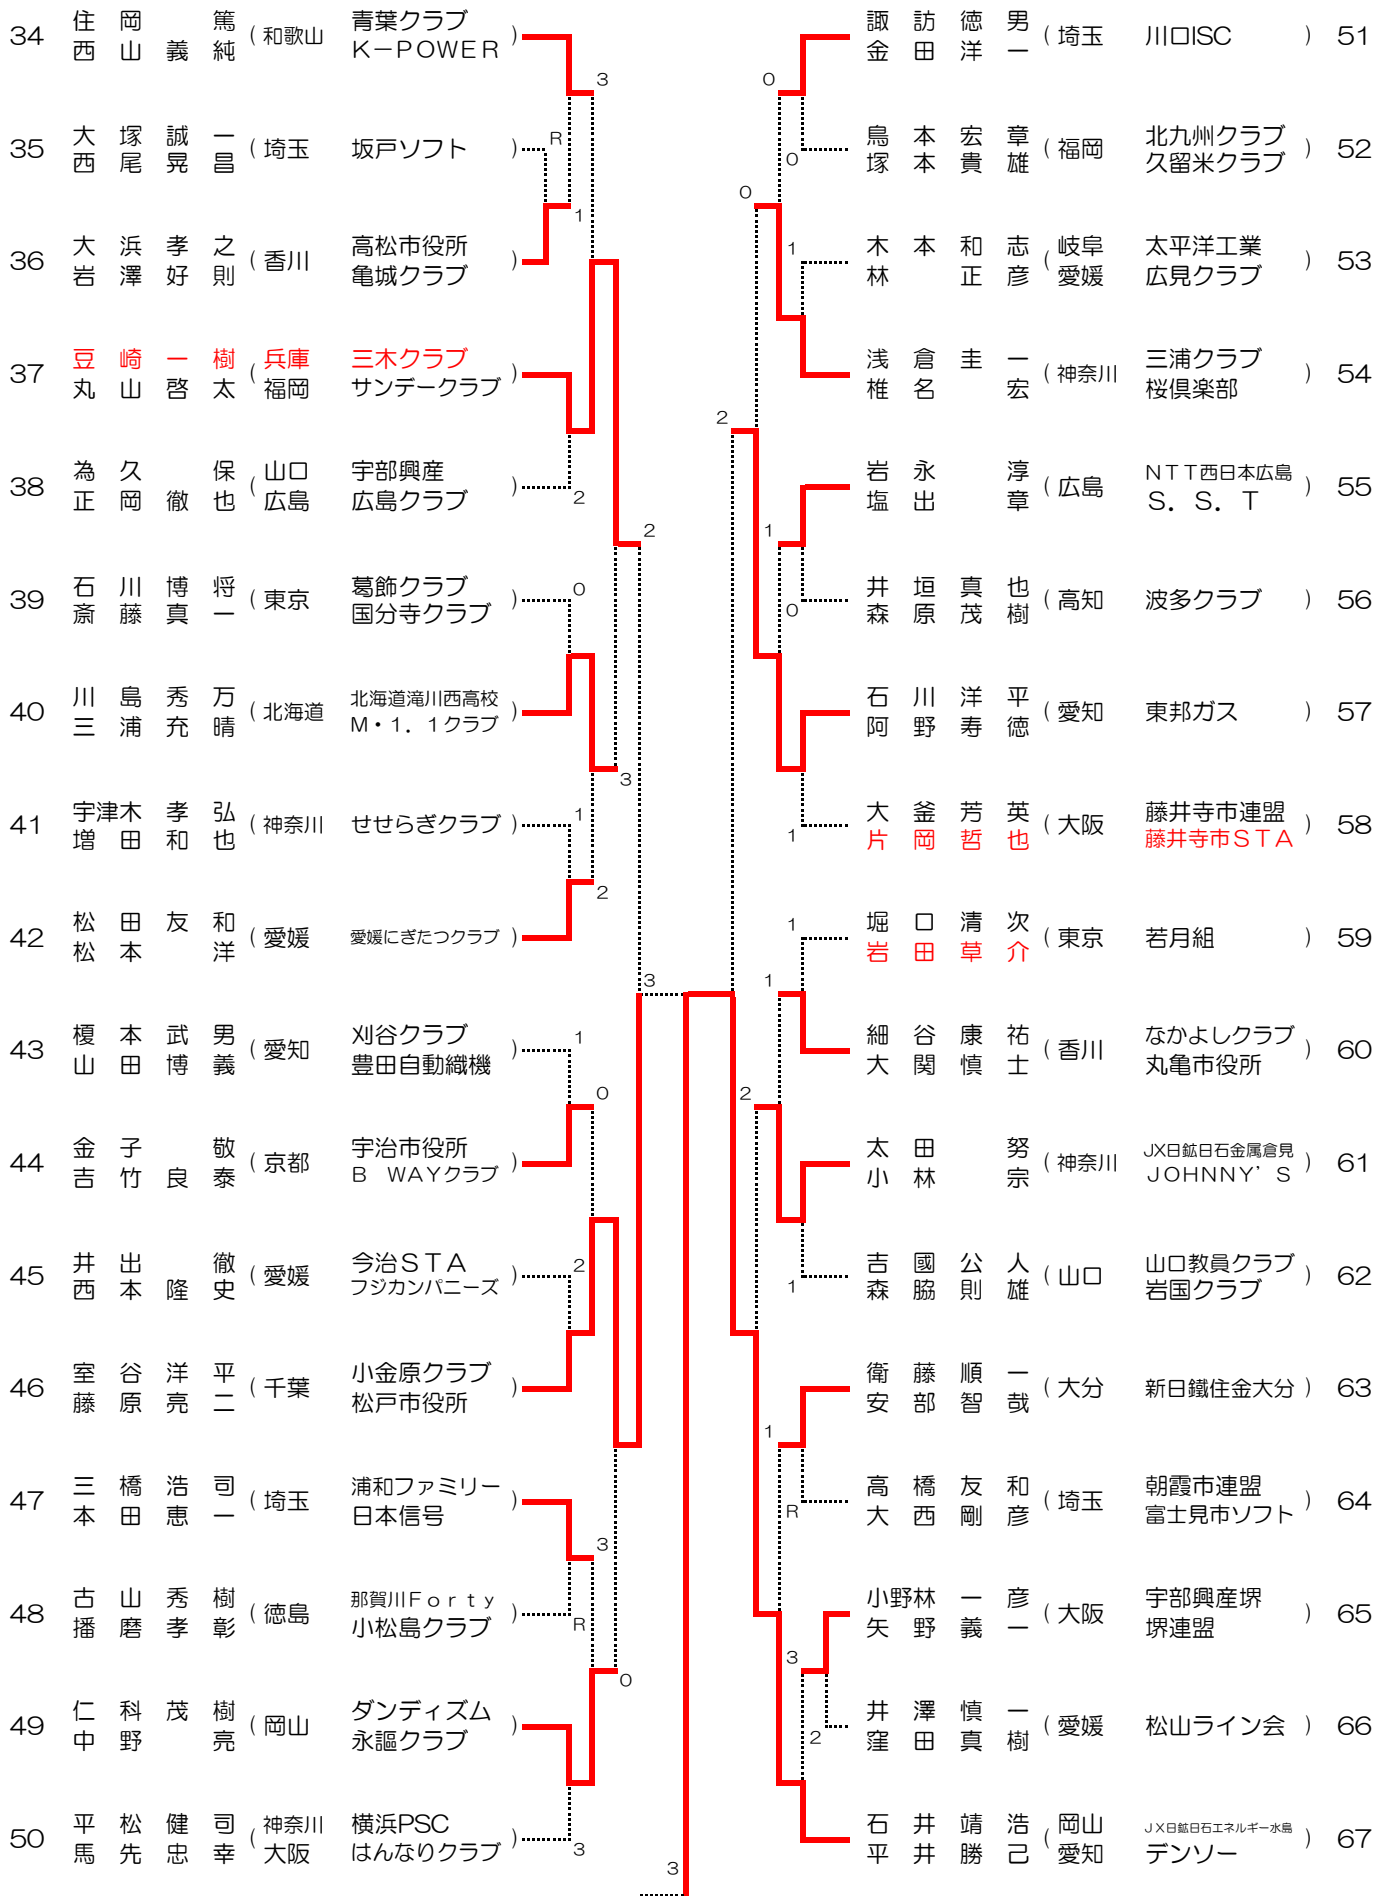 34 住岡篤 西山義純 ( 和歌山 青葉クラブ K−POWER )
3
35 大塚誠一 西尾晃昌 ( 埼玉 坂戸ソフト )
R
1
36 大浜孝之 岩澤好則 ( 香川 高松市役所 亀城クラブ )
37 豆崎一樹 丸山啓太 ( 兵庫 福岡 三木クラブ サンデークラブ )
38 為久保 正岡徹也 ( 山口 広島 宇部興産 広島クラブ )
2
2
39 石川博将 斎藤真一 ( 東京 葛飾クラブ 国分寺クラブ )
0
40 川島秀万 三浦充晴 ( 北海道 北海道滝川西高校 M・1.1クラブ )
3
41 宇津木孝弘 増田和也 ( 神奈川 せせらぎクラブ )
1
2
42 松田友和 松本洋 ( 愛媛 愛媛にぎたつクラブ )
3
43 榎本武男 山田博義 ( 愛知 刈谷クラブ 豊田自動織機 )
1
0
44 金子敬 吉竹良泰 ( 京都 宇治市役所 B WAYクラブ )
45 井出徹 西本隆史 ( 愛媛 今治STA フジカンパニーズ )
2
46 室谷洋平 藤原亮二 ( 千葉 小金原クラブ 松戸市役所 )
47 三橋浩司 本田恵一 ( 埼玉 浦和ファミリー 日本信号 )
3
48 古山秀樹 播磨孝彰 ( 徳島 那賀川Forty 小松島クラブ )
R
0
49 仁科茂樹 中野亮 ( 岡山 ダンディズム 永謳クラブ )
50 平松健司 馬先忠幸 ( 神奈川 大阪 横浜PSC はんなりクラブ )
3
3
諏訪徳男 金田洋一 ( 埼玉 川口ISC ) 51
0
鳥本宏章 塚本貴雄 ( 福岡 北九州クラブ 久留米クラブ ) 52
0
0
木本和志 林正彦 ( 岐阜 愛媛 太平洋工業 広見クラブ ) 53
1
浅倉圭一 椎名宏 ( 神奈川 三浦クラブ 桜倶楽部 ) 54
2
岩永淳 塩出章 ( 広島 NTT西日本広島 S.S.T ) 55
1
井垣真也 森原茂樹 ( 高知 波多クラブ ) 56
0
石川洋平 阿野寿徳 ( 愛知 東邦ガス ) 57
大釜芳英 片岡哲也 ( 大阪 藤井寺市連盟 藤井寺市STA ) 58
1
堀口清次 岩田草介 ( 東京 若月組 ) 59
1
1
細谷康祐 大関慎士 ( 香川 なかよしクラブ 丸亀市役所 ) 60
2
太田努 小林宗 ( 神奈川 JX日鉱日石金属倉見 JOHNNY’S ) 61
吉國公人 森脇則雄 ( 山口 山口教員クラブ 岩国クラブ ) 62
1
衛藤順一 安部智哉 ( 大分 新日鐵住金大分 ) 63
1
高橋友和 大西剛彦 ( 埼玉 朝霞市連盟 富士見市ソフト ) 64
R
小野林一彦 矢野義一 ( 大阪 宇部興産堺 堺連盟 ) 65
3
井澤慎一 窪田真樹 ( 愛媛 松山ライン会 ) 66
2
石井靖浩 平井勝己 ( 岡山 愛知 JX日鉱日石エネルギー水島 デンソー ) 67